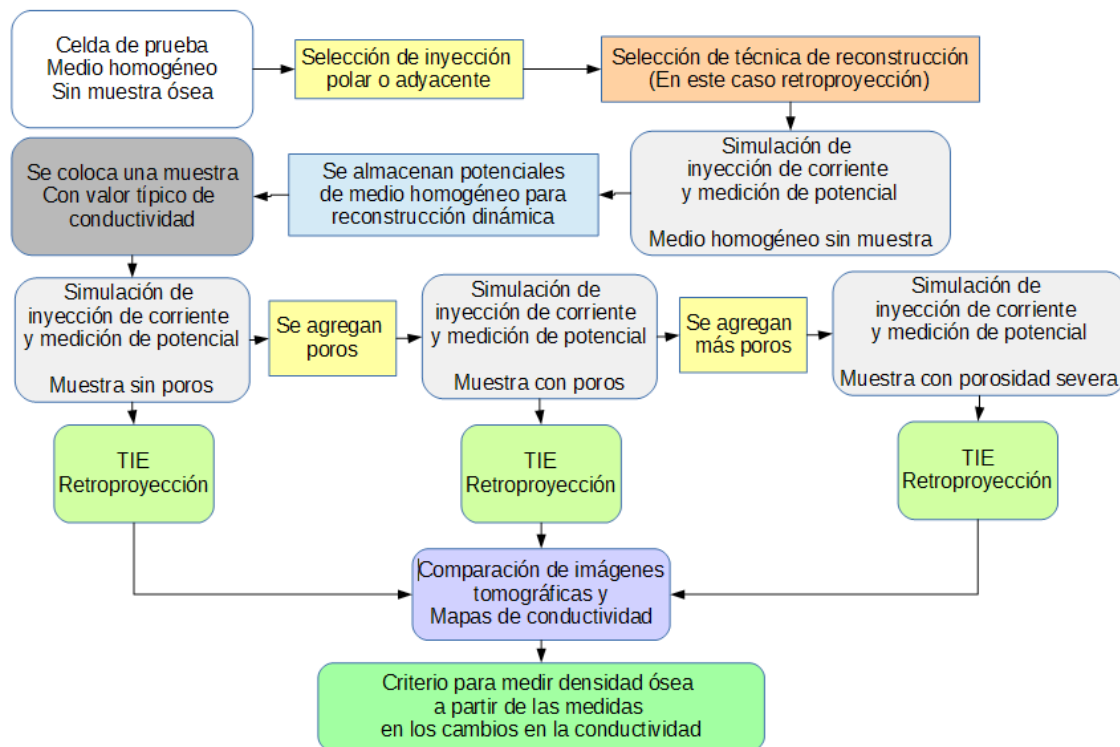 Celda de prueba
Medio homogéneo
Sin muestra ósea
Selección de inyección
polar o adyacente
Selección de técnica de reconstrucción
(En este caso retroproyección)
Simulación de
inyección de corriente
y medición de potencial
Medio homogéneo sin muestra
Se almacenan potenciales
de medio homogéneo para
reconstrucción dinámica
Se coloca una muestra
Con valor típico de
conductividad
Simulación de
inyección de corriente
y medición de potencial
Muestra sin poros
Se agregan
poros
Simulación de
inyección de corriente
y medición de potencial
Muestra con poros
Se agregan
más poros
Simulación de
inyección de corriente
y medición de potencial
Muestra con porosidad severa
TIE
Retroproyección
TIE
Retroproyección
TIE
Retroproyección
Comparación de imágenes
tomográficas y
Mapas de conductividad
Criterio para medir densidad ósea
a partir de las medidas
en los cambios en la conductividad